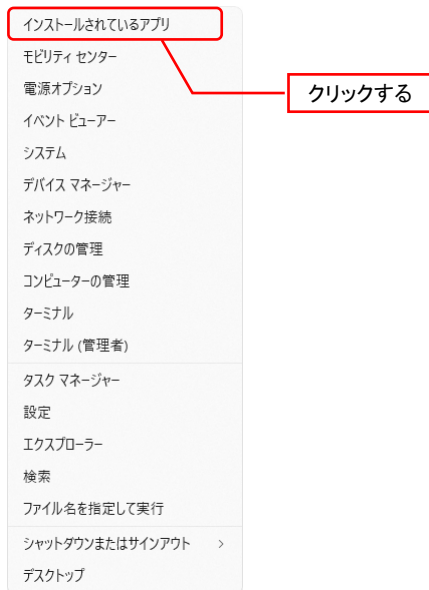 インストールされているアプリ
モビリティ センター
電源オプション
クリックする
イベント ビューアー
システム
デバイス マネージャー
ネットワーク接続
ディスクの管理
コンピューターの管理
ターミナル
ターミナル (管理者)
タスク マネージャー
設定
エクスプローラー
検索
ファイル名を指定して実行
シャットダウンまたはサインアウト
デスクトップ